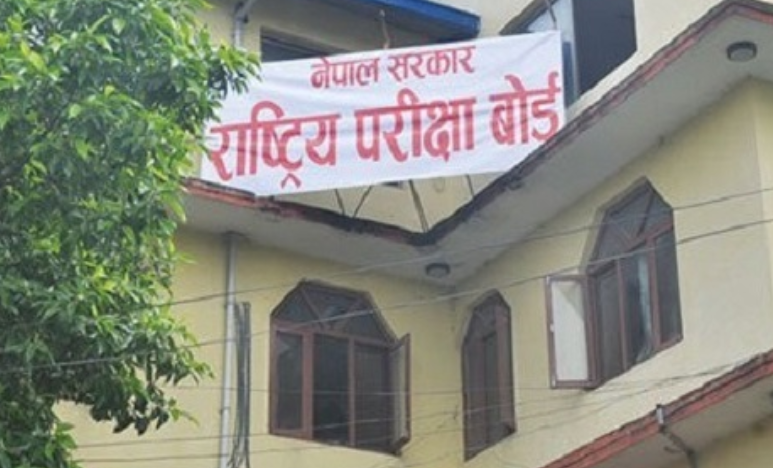 नेपाल सरकार
राष्ट्रिय परीक्षा बोर्ड